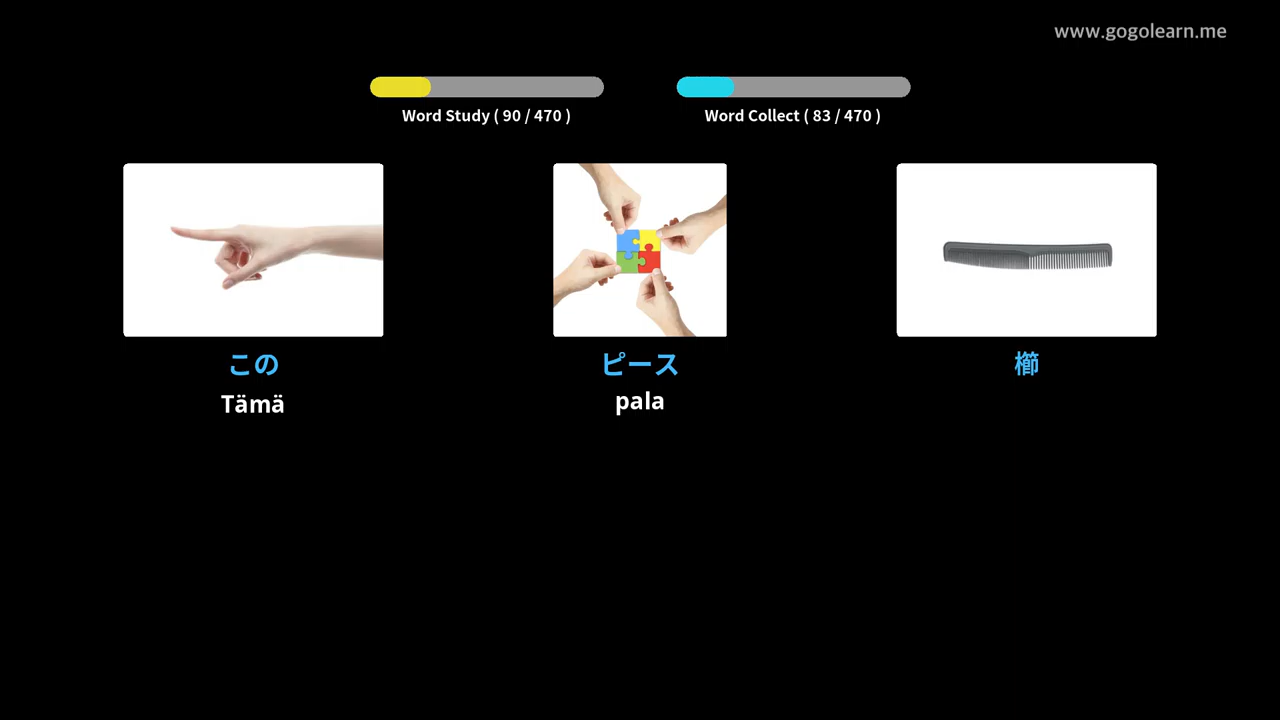 www.gogolearn.me
Word Study ( 90 / 470 )
Word Collect ( 83 / 470 )
この
ピース
櫛
Tämä
pala